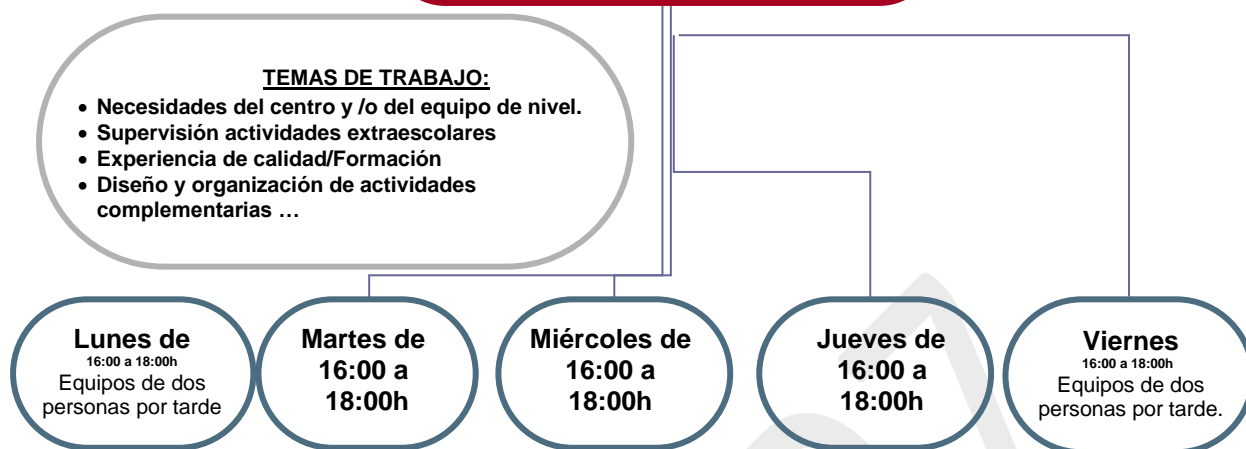 TEMAS DE TRABAJO:
• Necesidades del centro y /o del equipo de nivel.
• Supervisión actividades extraescolares
• Experiencia de calidad/Formación
• Diseño y organización de actividades
complementarias …
Lunes de
16:00 a 18:00h
Equipos de dos
personas por tarde
Martes de
16:00 a
18:00h
Miércoles de
16:00 a
18:00h
Jueves de
16:00 a
18:00h
Viernes
16:00 a 18:00h
Equipos de dos
personas por tarde.